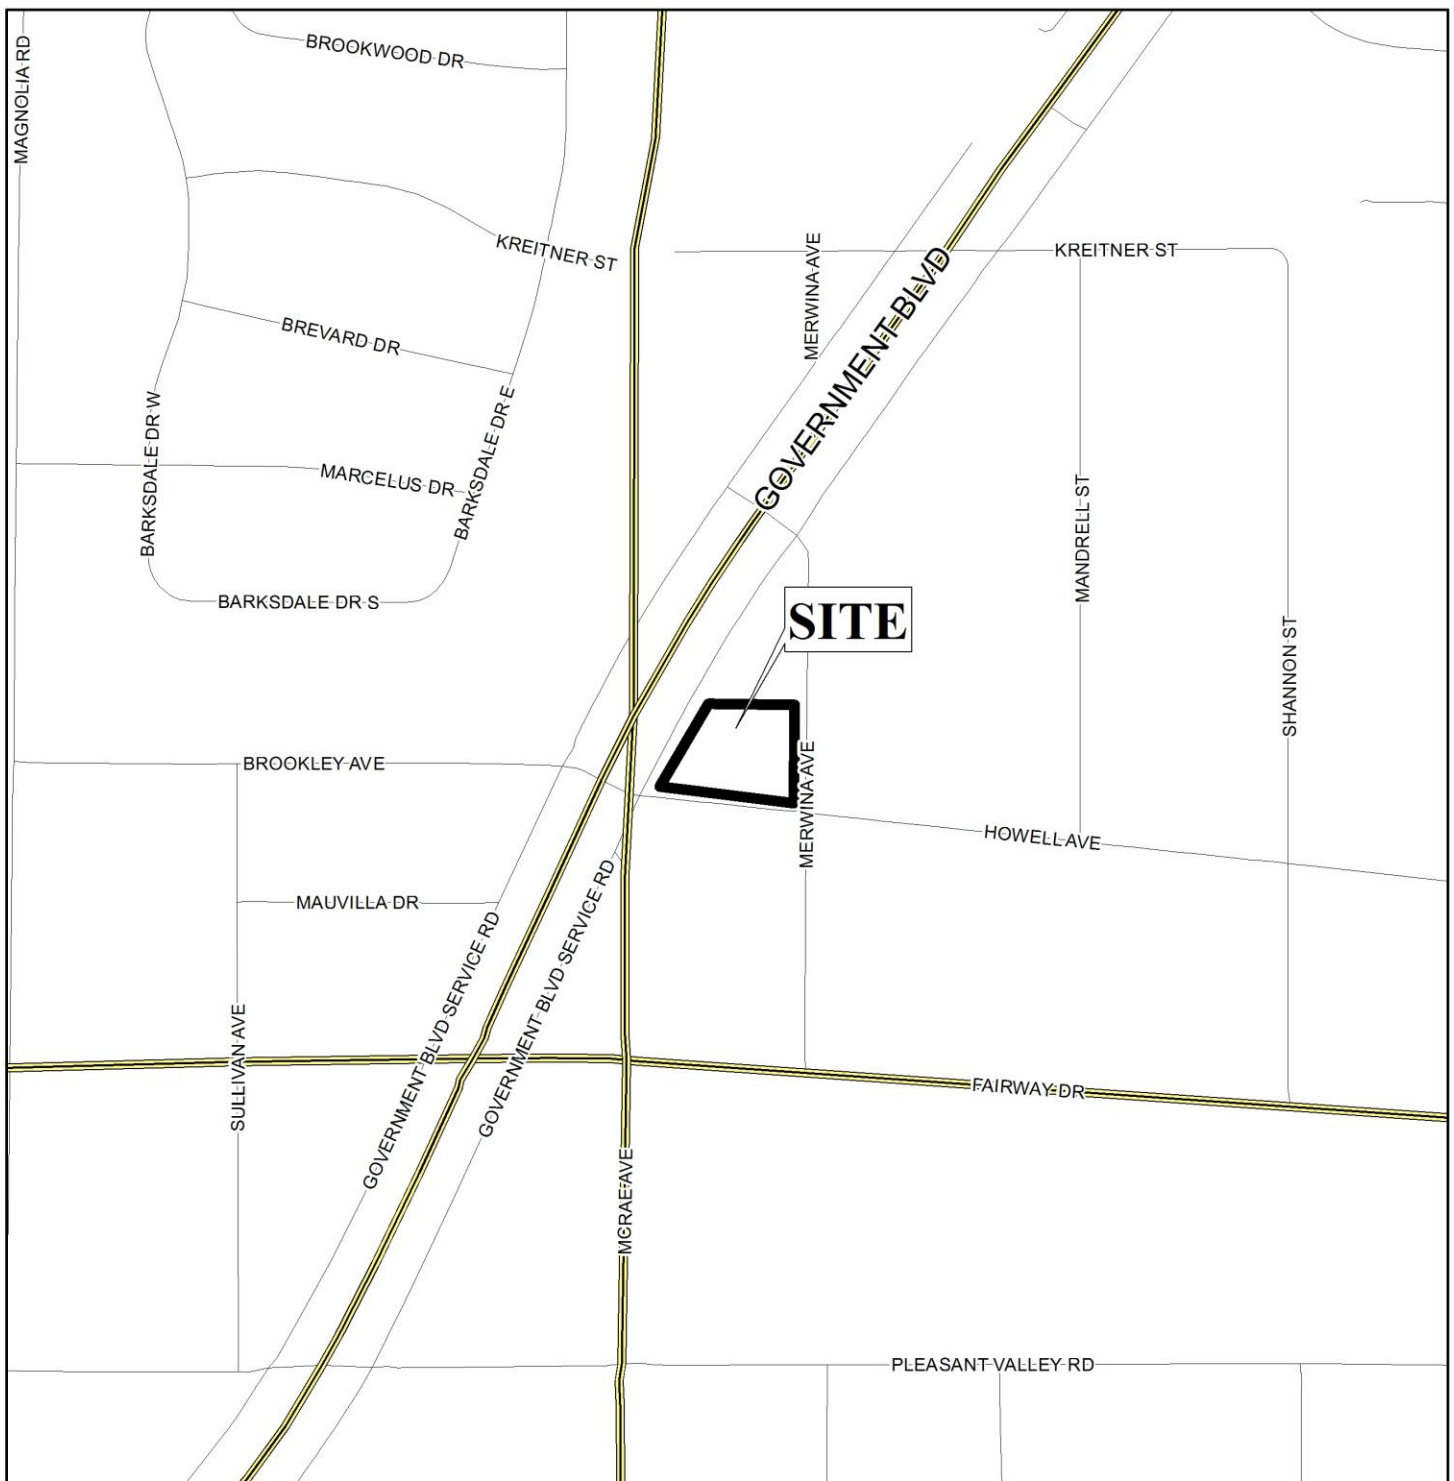 MAGNOLIA RD
BROOKWOOD DR
KREITNER ST
MERWINA AVE
KREITNER ST
GOVERNMENT BLVD
BREVARD DR
BARKSDALE DR W
BARKSDALE DR E
MARCELUS DR
MANDRELL ST
BARKSDALE DR S
SITE
SHANNON ST
BROOKLEY AVE
MERWINA AVE
HOWELL AVE
MAUVILLA DR
GOVERNMENT BLVD SERVICE RD
GOVERNMENT BLVD SERVICE RD
SULLIVAN AVE
FAIRWAY DR
MCRAE AVE
PLEASANT VALLEY RD